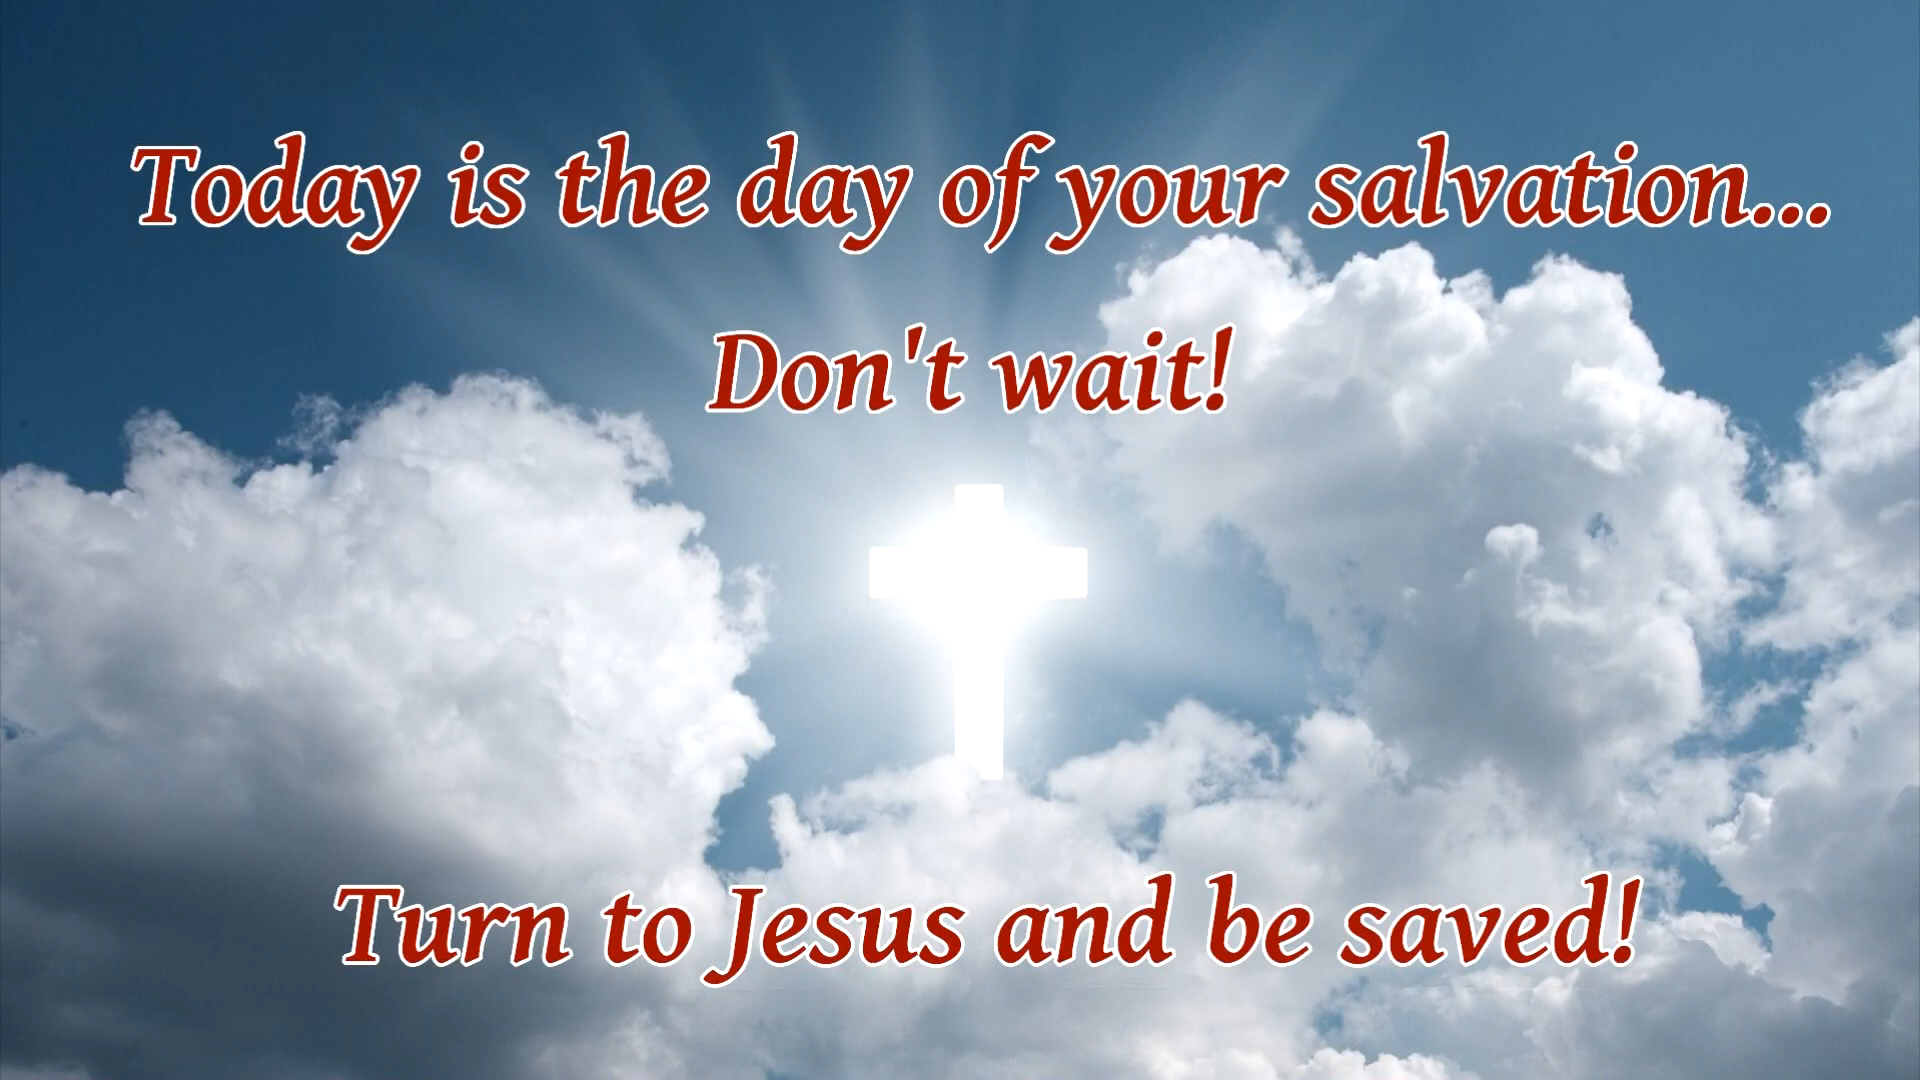 Today is the day of your salvation...
Don't wait!
Turn to Jesus and be saved!